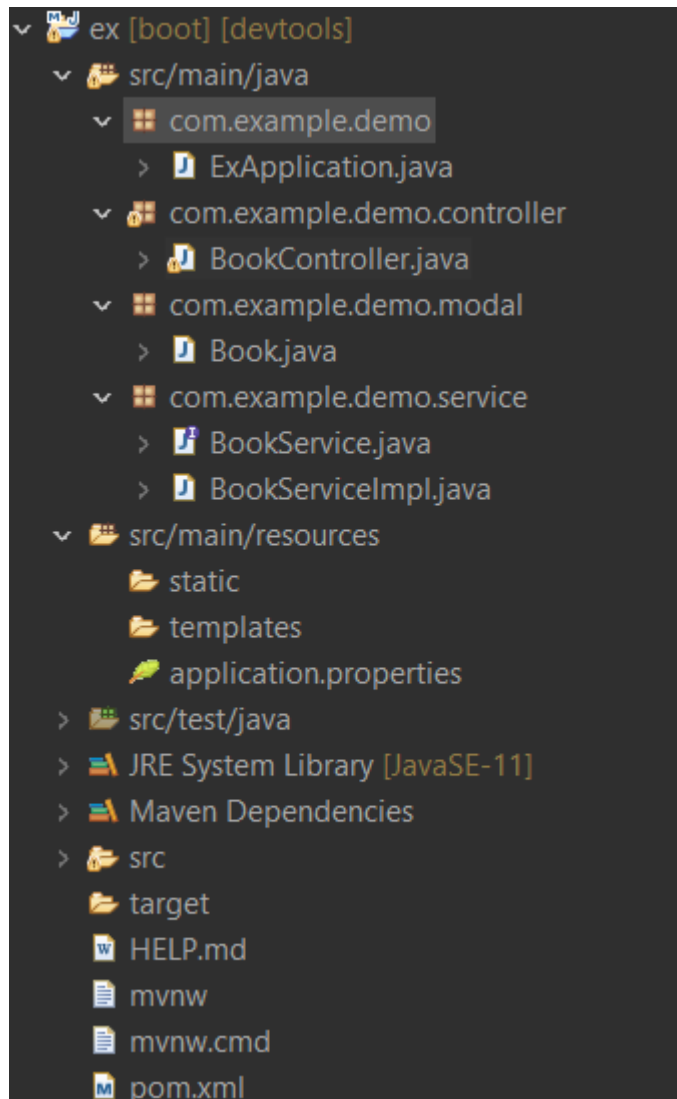 ex [boot] [devtools]
src/main/java
com.example.demo
ExApplication.java
com.example.demo.controller
BookController.java
com.example.demo.modal
Book.java
com.example.demo.service
BookService.java
BookServiceImpl.java
src/main/resources
static
templates
application.properties
src/test/java
JRE System Library [JavaSE-11]
Maven Dependencies
src
target
HELP.md
mvnw
mvnw.cmd
pom.xml